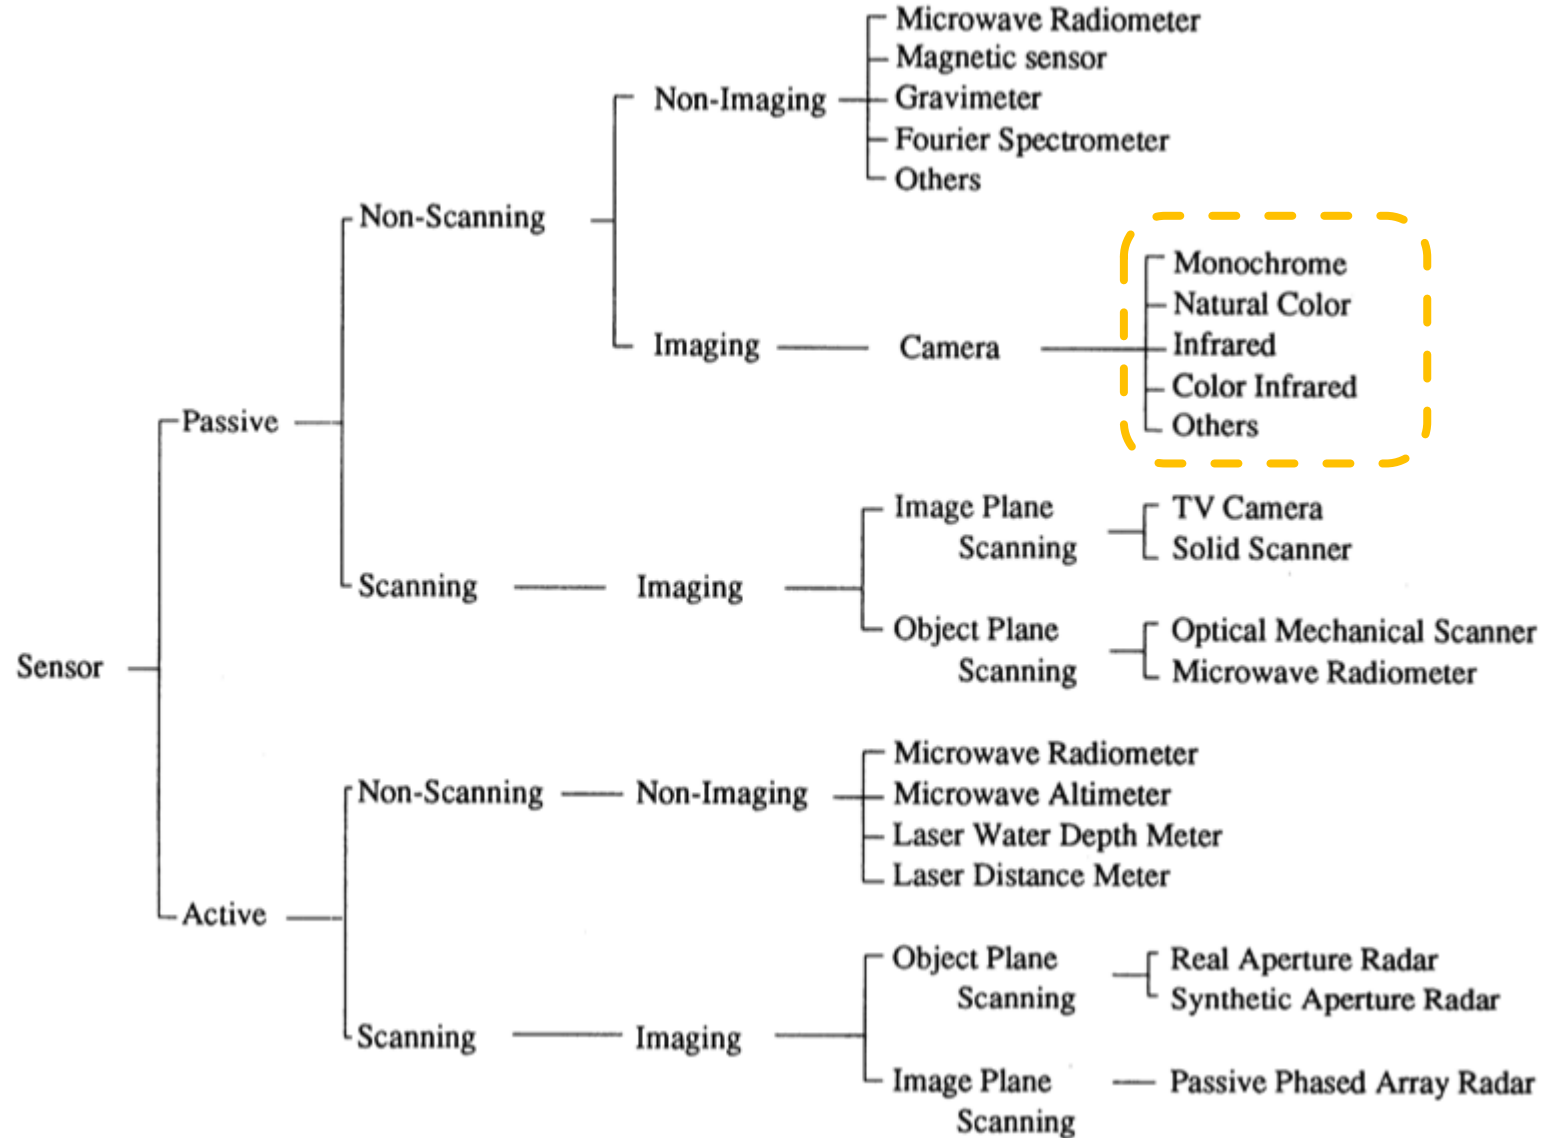 Microwave Radiometer
Magnetic sensor
Non-Imaging
Gravimeter
Fourier Spectrometer
Others
Non-Scanning
Monochrome
Natural Color
Imaging
Camera
Infrared
Color Infrared
Passive
Others
Image Plane
Scanning
TV Camera
Solid Scanner
Scanning
Imaging
Object Plane
Scanning
Optical Mechanical Scanner
Microwave Radiometer
Sensor
Microwave Radiometer
Non-Scanning
Non-Imaging
Microwave Altimeter
Laser Water Depth Meter
Laser Distance Meter
Active
Object Plane
Scanning
Real Aperture Radar
Synthetic Aperture Radar
Scanning
Imaging
Image Plane
Scanning
Passive Phased Array Radar